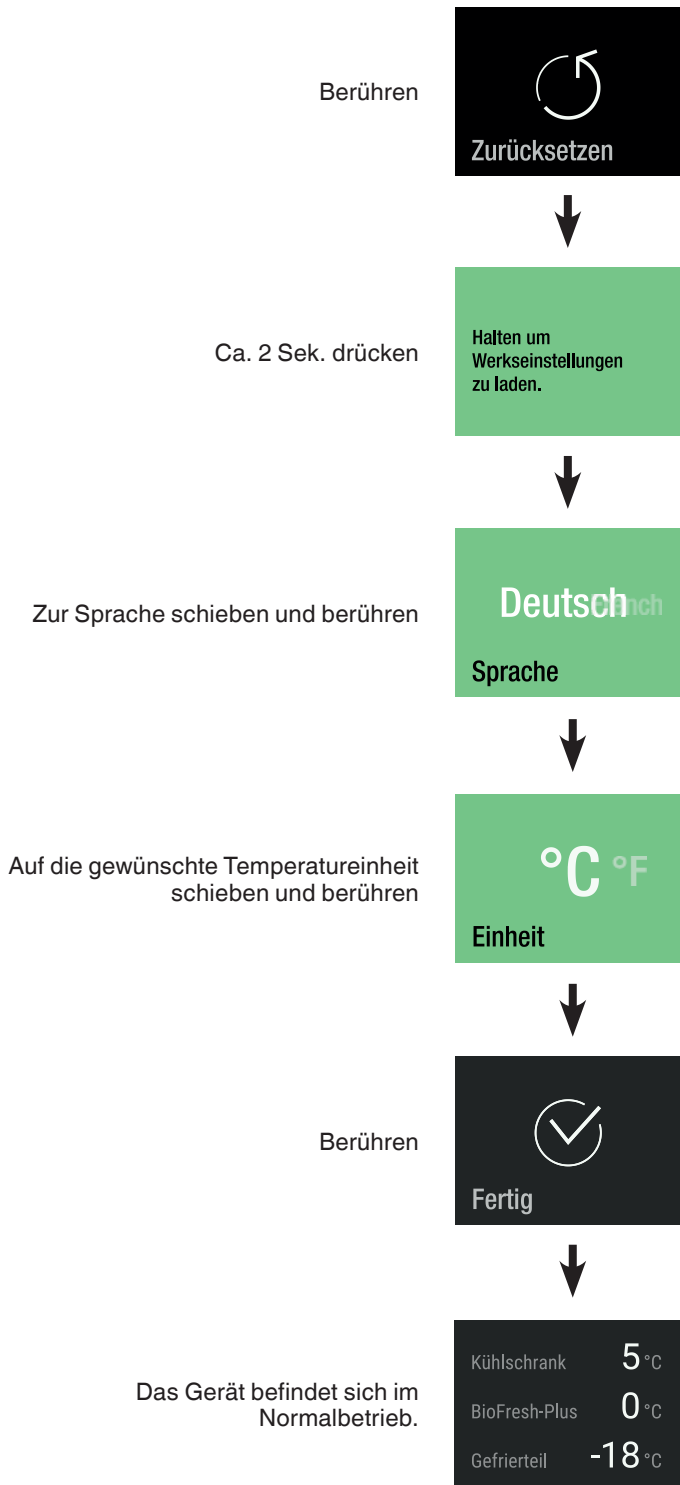 Berühren
Zurücksetzen
Ca. 2 Sek. drücken
Halten um
Werkseinstellungen
zu laden.
Zur Sprache schieben und berühren
Deutsch
Sprache
Auf die gewünschte Temperatureinheit
schieben und berühren
°C °F
Einheit
Berühren
Fertig
Das Gerät befindet sich im
Normalbetrieb.
Kühlschrank 5 °C
BioFresh-Plus 0 °C
Gefrierteil -18 °C